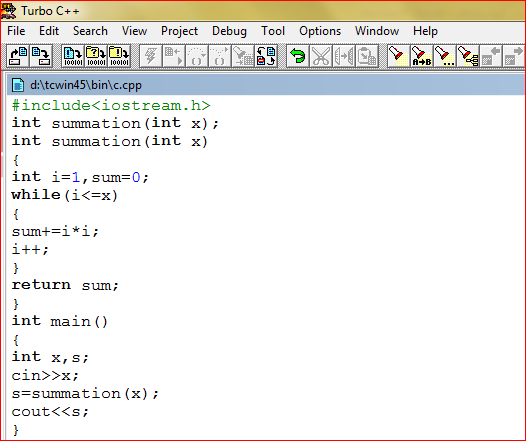 Turbo C++
File Edit Search View Project Debug Tool Options Window Help
d:\tcwin45\bin\c.cpp
#include<iostream.h>
int summation(int x);
int summation(int x)
{
int i=1,sum=0;
while(i<=x)
{
sum+=i*i;
i++;
}
return sum;
}
int main()
{
int x,s;
cin>>x;
s=summation(x);
cout<<s;
}